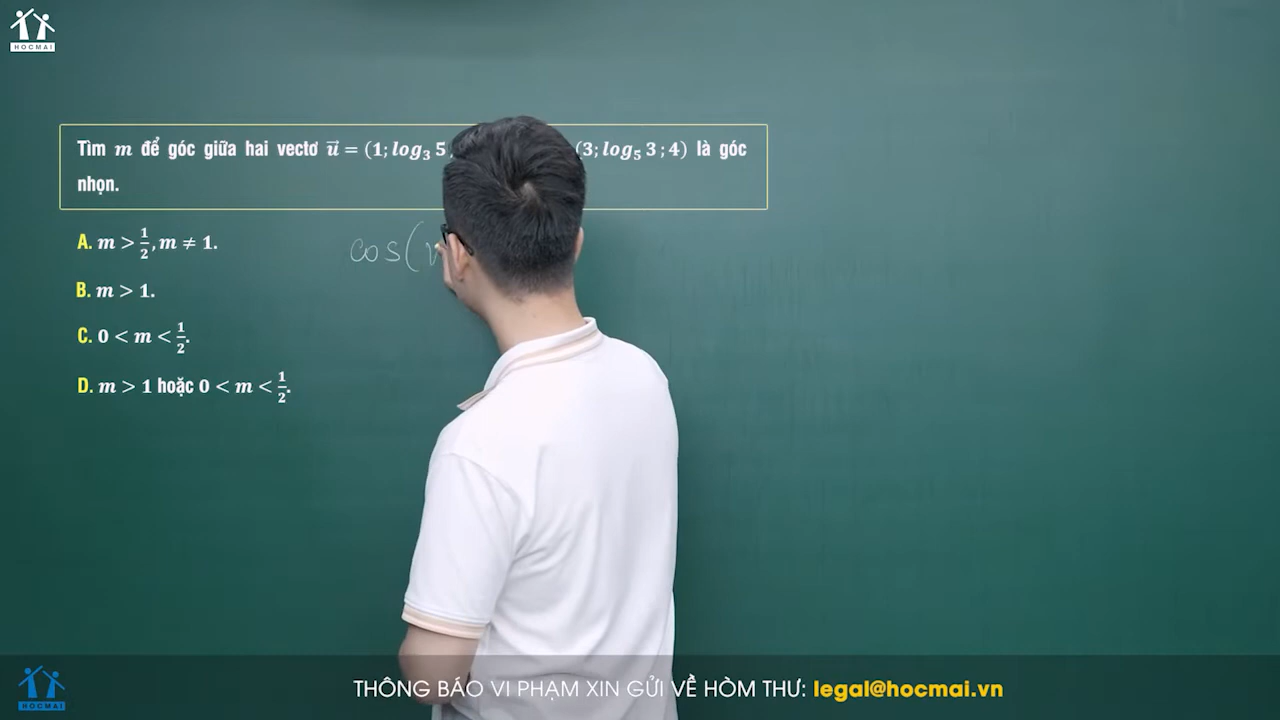 HOCMAI
Tìm m để góc giữa hai vectơ u⃗ = (1; log₃ 5; (3; log₅ 3 ; 4) là góc
nhọn.
A. m > 1/2, m ≠ 1.
cos(
B. m > 1.
C. 0 < m < 1/2.
D. m > 1 hoặc 0 < m < 1/2.
HOCMAI
THÔNG BÁO VI PHẠM XIN GỬI VỀ HÒM THƯ: legal@hocmai.vn